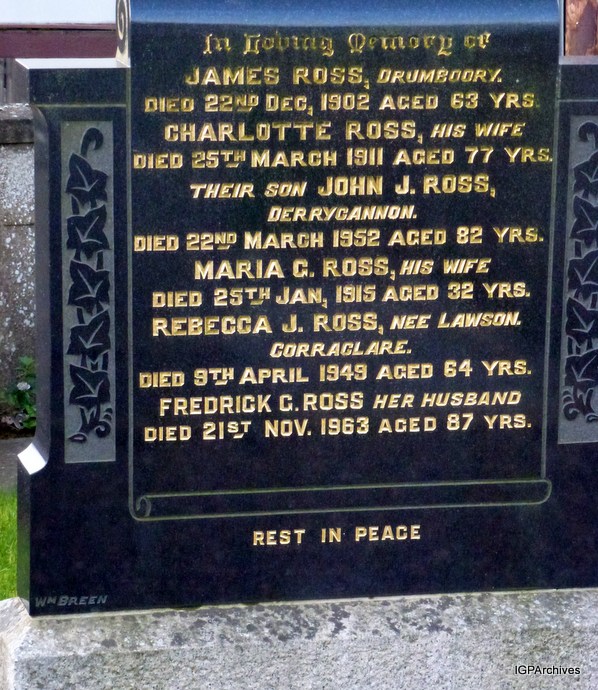 In Loving Memory of
JAMES ROSS, DRUMBOORY.
DIED 22ND DEC, 1902 AGED 63 YRS.
CHARLOTTE ROSS, HIS WIFE
DIED 25TH MARCH 1911 AGED 77 YRS.
THEIR SON JOHN J. ROSS,
DERRYCANNON.
DIED 22ND MARCH 1952 AGED 82 YRS.
MARIA C. ROSS, HIS WIFE
DIED 25TH JAN, 1915 AGED 32 YRS.
REBECCA J. ROSS, NEE LAWSON.
CORRACLARE.
DIED 9TH APRIL 1949 AGED 64 YRS.
FREDRICK C. ROSS HER HUSBAND
DIED 21ST NOV. 1963 AGED 87 YRS.
REST IN PEACE
WM BREEN
IGPArchives